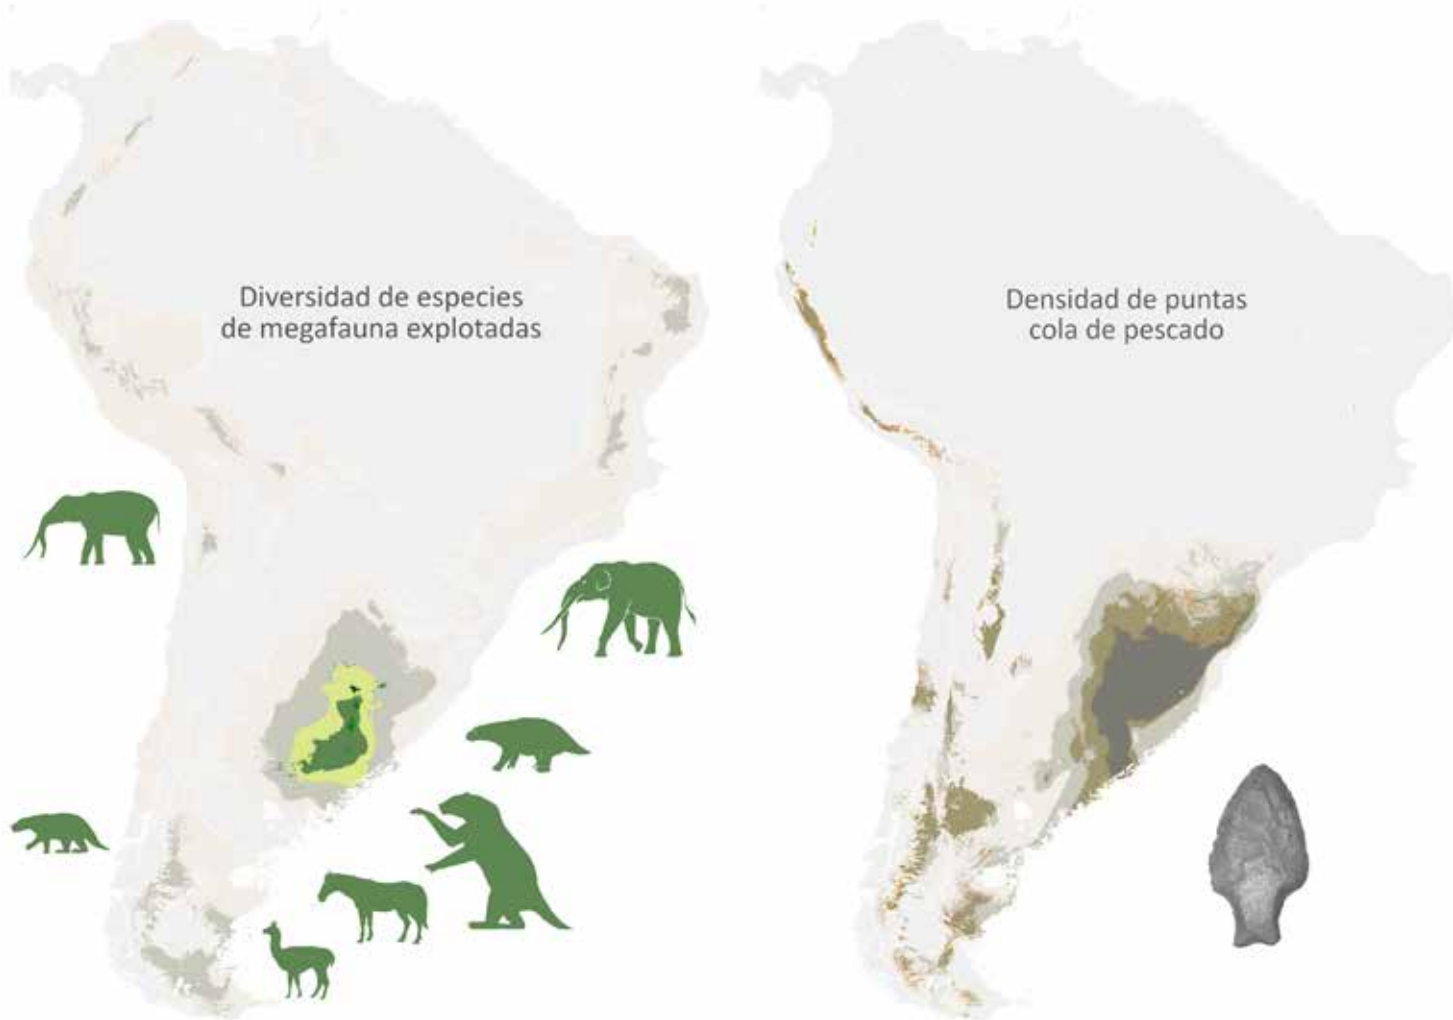 Diversidad de especies
de megafauna explotadas
Densidad de puntas
cola de pescado